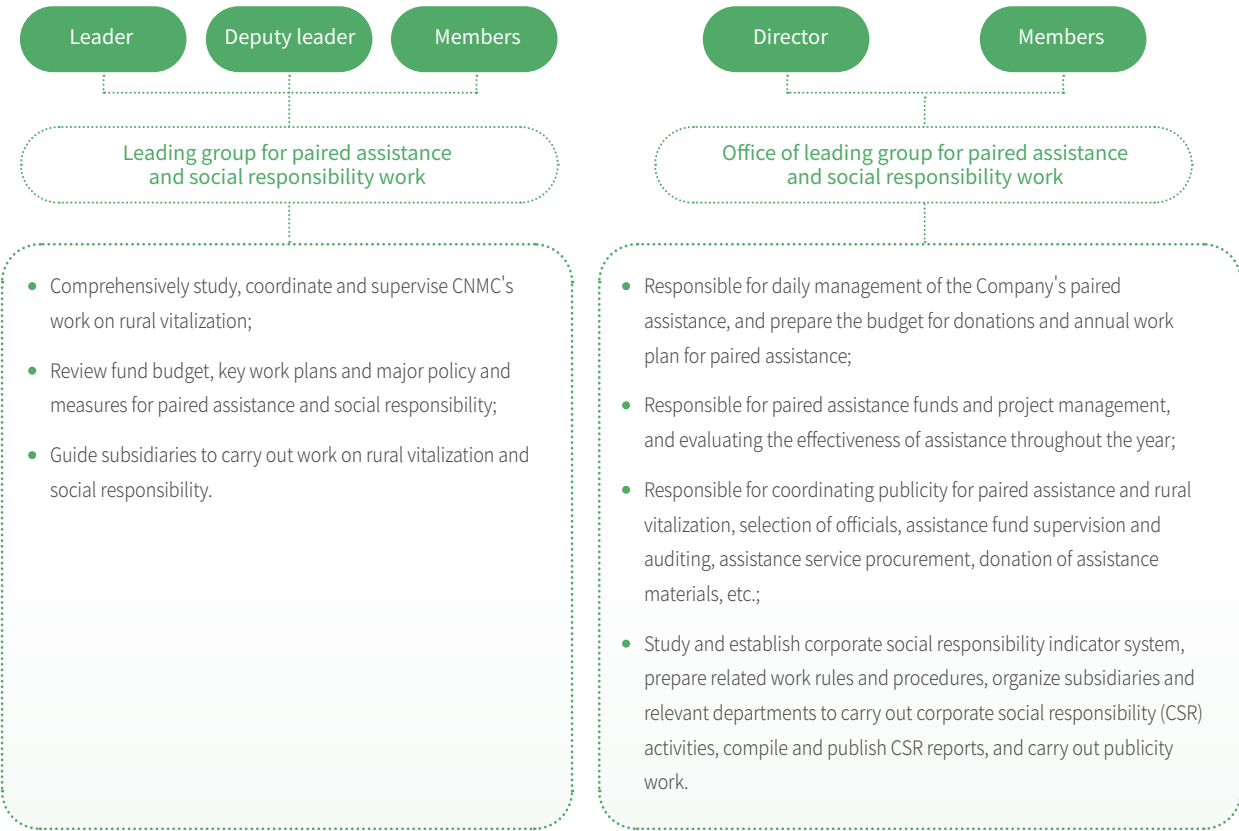 Leader
Deputy leader
Members
Leading group for paired assistance
and social responsibility work
Comprehensively study, coordinate and supervise CNMC's
work on rural vitalization;
Review fund budget, key work plans and major policy and
measures for paired assistance and social responsibility;
Guide subsidiaries to carry out work on rural vitalization and
social responsibility.
Director
Members
Office of leading group for paired assistance
and social responsibility work
Responsible for daily management of the Company's paired
assistance, and prepare the budget for donations and annual work
plan for paired assistance;
Responsible for paired assistance funds and project management,
and evaluating the effectiveness of assistance throughout the year;
Responsible for coordinating publicity for paired assistance and rural
vitalization, selection of officials, assistance fund supervision and
auditing, assistance service procurement, donation of assistance
materials, etc.;
Study and establish corporate social responsibility indicator system,
prepare related work rules and procedures, organize subsidiaries and
relevant departments to carry out corporate social responsibility (CSR)
activities, compile and publish CSR reports, and carry out publicity
work.